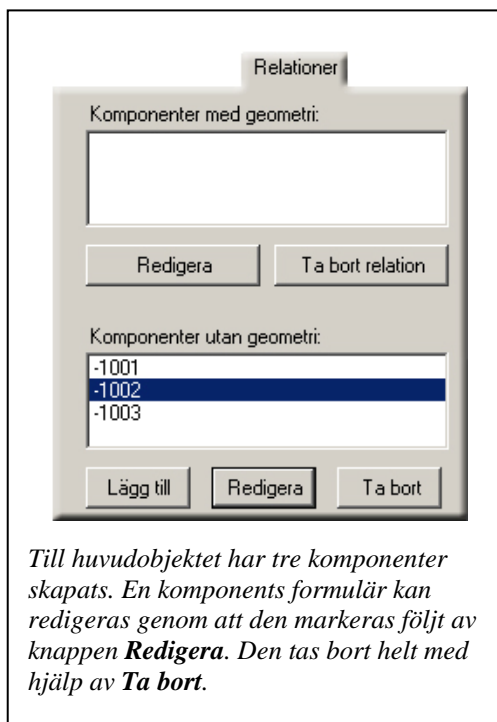 Relationer
Komponenter med geometri:
Redigera
Ta bort relation
Komponenter utan geometri:
-1001
-1002
-1003
Lägg till
Redigera
Ta bort
Till huvudobjektet har tre komponenter
skapats. En komponents formulär kan
redigeras genom att den markeras följt av
knappen Redigera. Den tas bort helt med
hjälp av Ta bort.